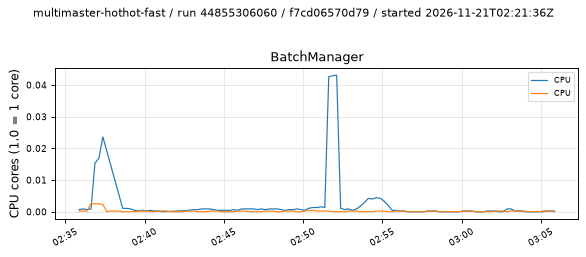 multimaster-hothot-fast / run 44855306060 / f7cd06570d79 / started 2026-11-21T02:21:36Z
BatchManager
CPU cores (1.0 = 1 core)
0.04
0.03
0.02
0.01
0.00
CPU
CPU
02:35
02:40
02:45
02:50
02:55
03:00
03:05